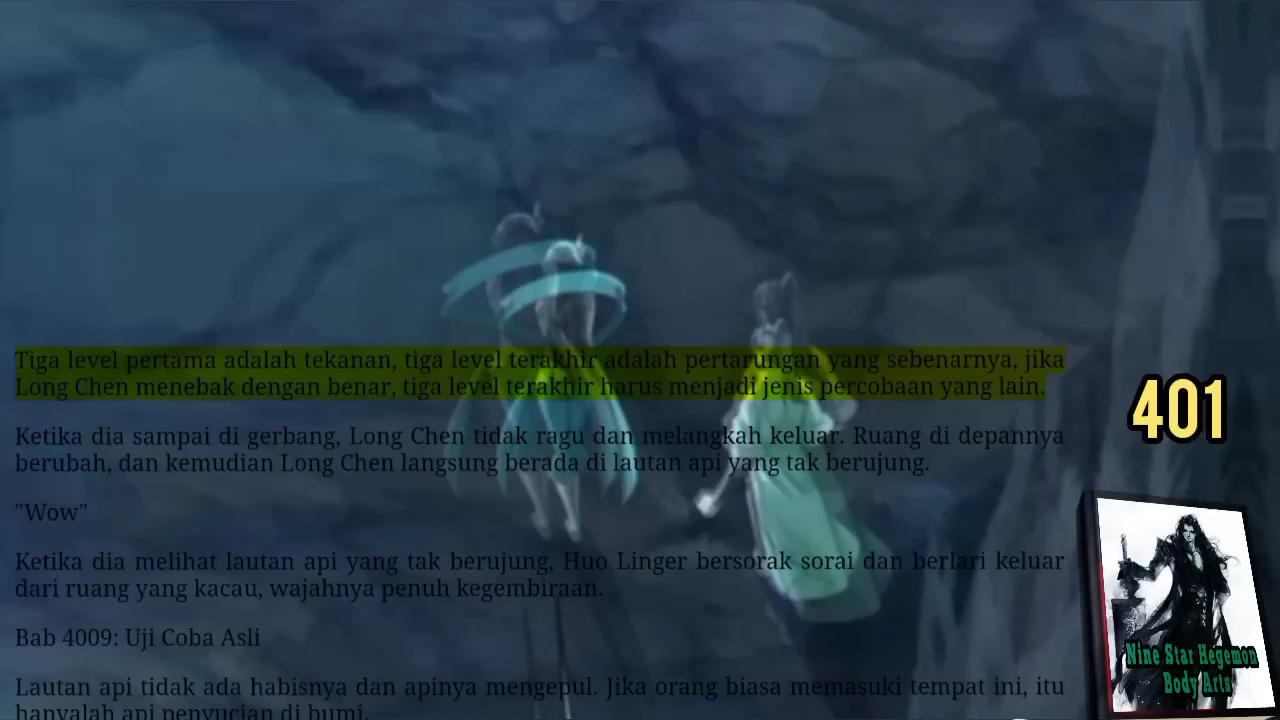 Tiga level pertama adalah tekanan, tiga level terakhir adalah pertarungan yang sebenarnya, jika
Long Chen menebak dengan benar, tiga level terakhir harus menjadi jenis percobaan yang lain.
Ketika dia sampai di gerbang, Long Chen tidak ragu dan melangkah keluar. Ruang di depannya
berubah, dan kemudian Long Chen langsung berada di lautan api yang tak berujung.
"Wow"
Ketika dia melihat lautan api yang tak berujung, Huo Linger bersorak sorai dan berlari keluar
dari ruang yang kacau, wajahnya penuh kegembiraan.
Bab 4009: Uji Coba Asli
Lautan api tidak ada habisnya dan apinya mengepul. Jika orang biasa memasuki tempat ini, itu
hanyalah api penyucian di bumi.
401
Nine Star Hegemon
Body Arts